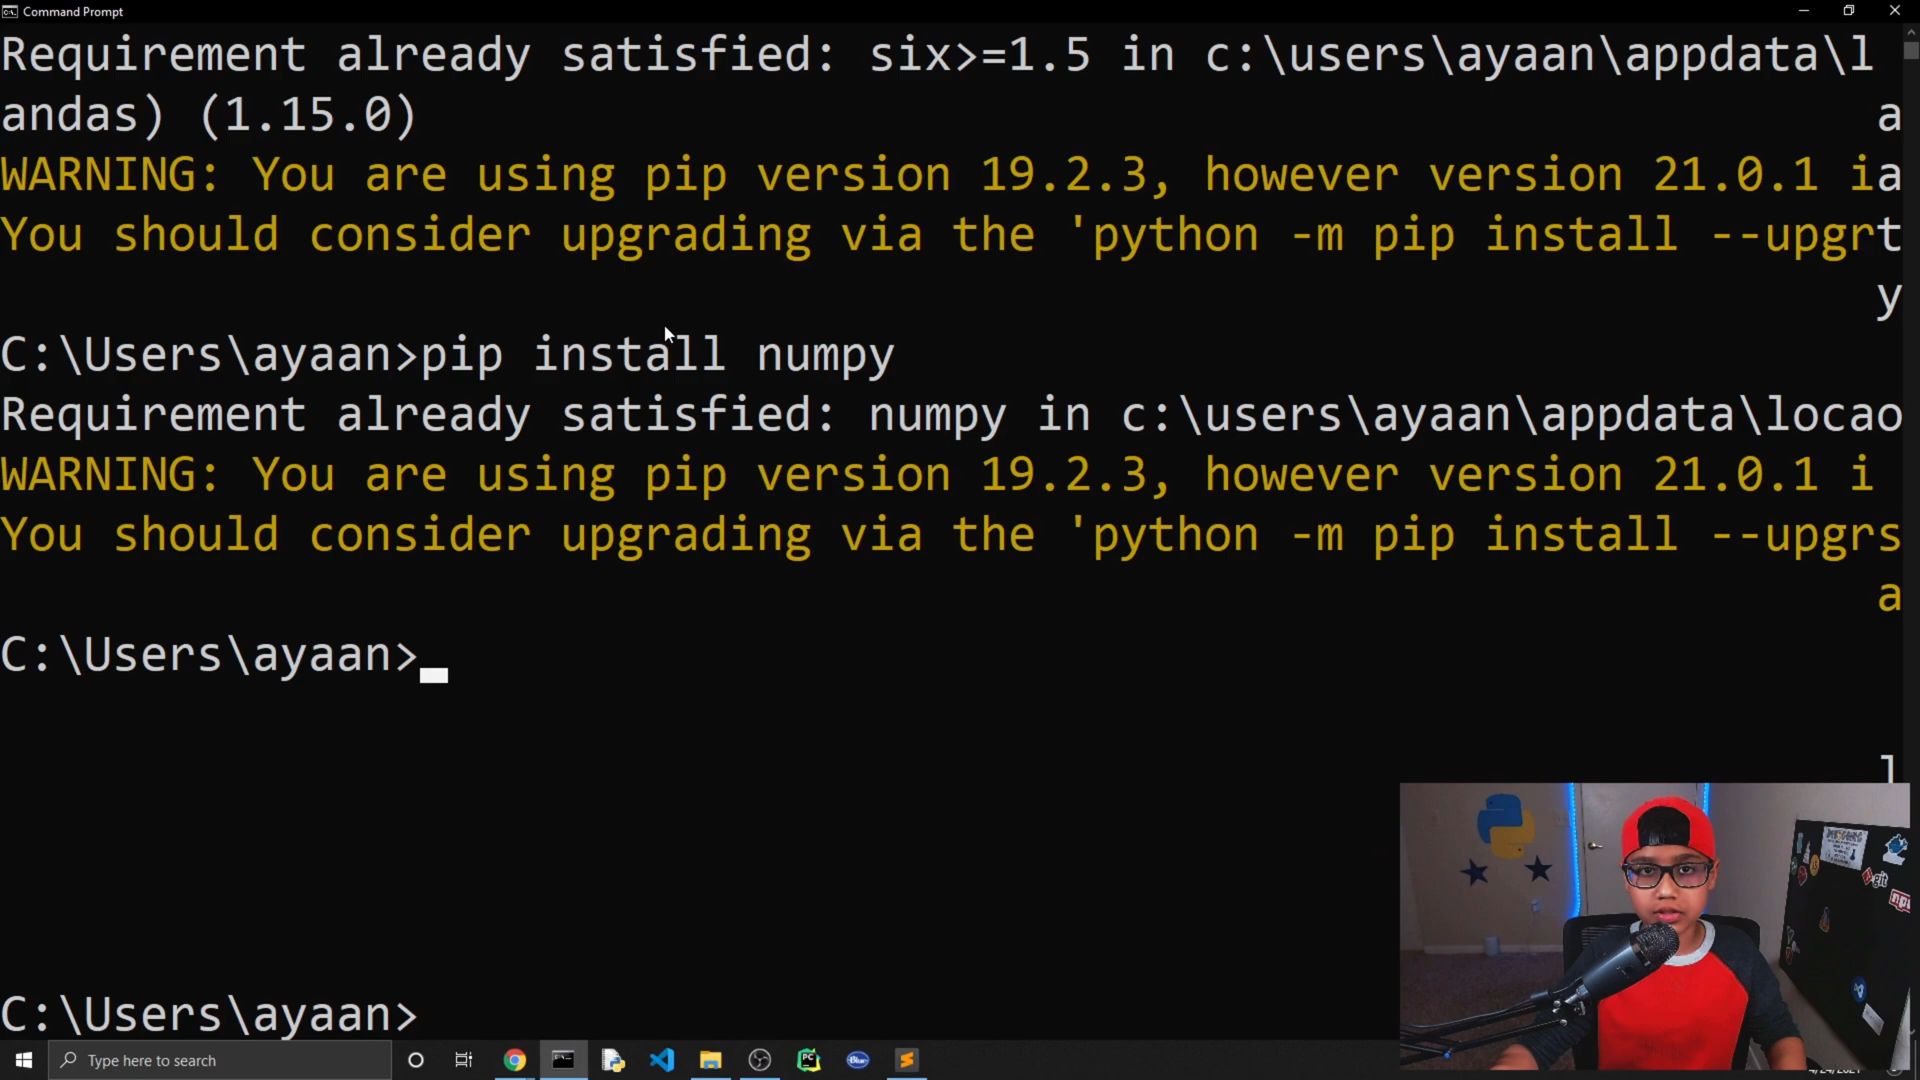 Command Prompt
Requirement already satisfied: six>=1.5 in c:\users\ayaan\appdata\l
andas) (1.15.0) a
WARNING: You are using pip version 19.2.3, however version 21.0.1 ia
You should consider upgrading via the 'python -m pip install --upgrt
y
C:\Users\ayaan>pip install numpy
Requirement already satisfied: numpy in c:\users\ayaan\appdata\locao
WARNING: You are using pip version 19.2.3, however version 21.0.1 i
You should consider upgrading via the 'python -m pip install --upgrs
a
C:\Users\ayaan>
l
git
C:\Users\ayaan>
Type here to search
PC
Blue